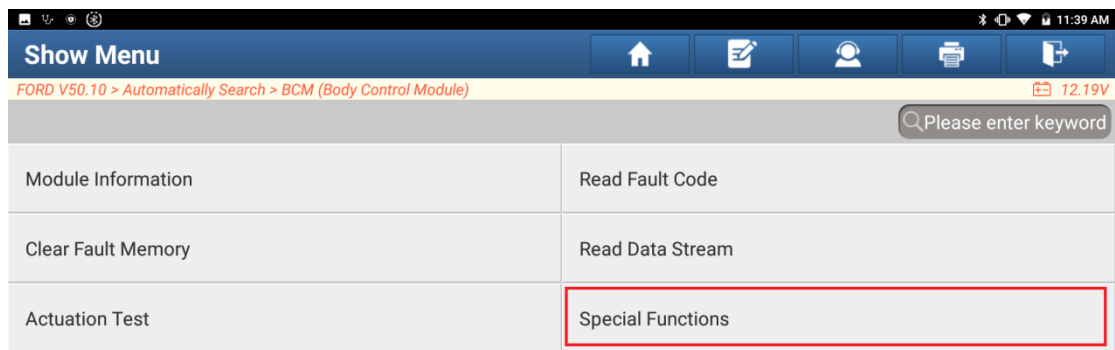 11:39 AM
Show Menu
FORD V50.10 > Automatically Search > BCM (Body Control Module)
12.19V
Please enter keyword
Module Information
Read Fault Code
Clear Fault Memory
Read Data Stream
Actuation Test
Special Functions